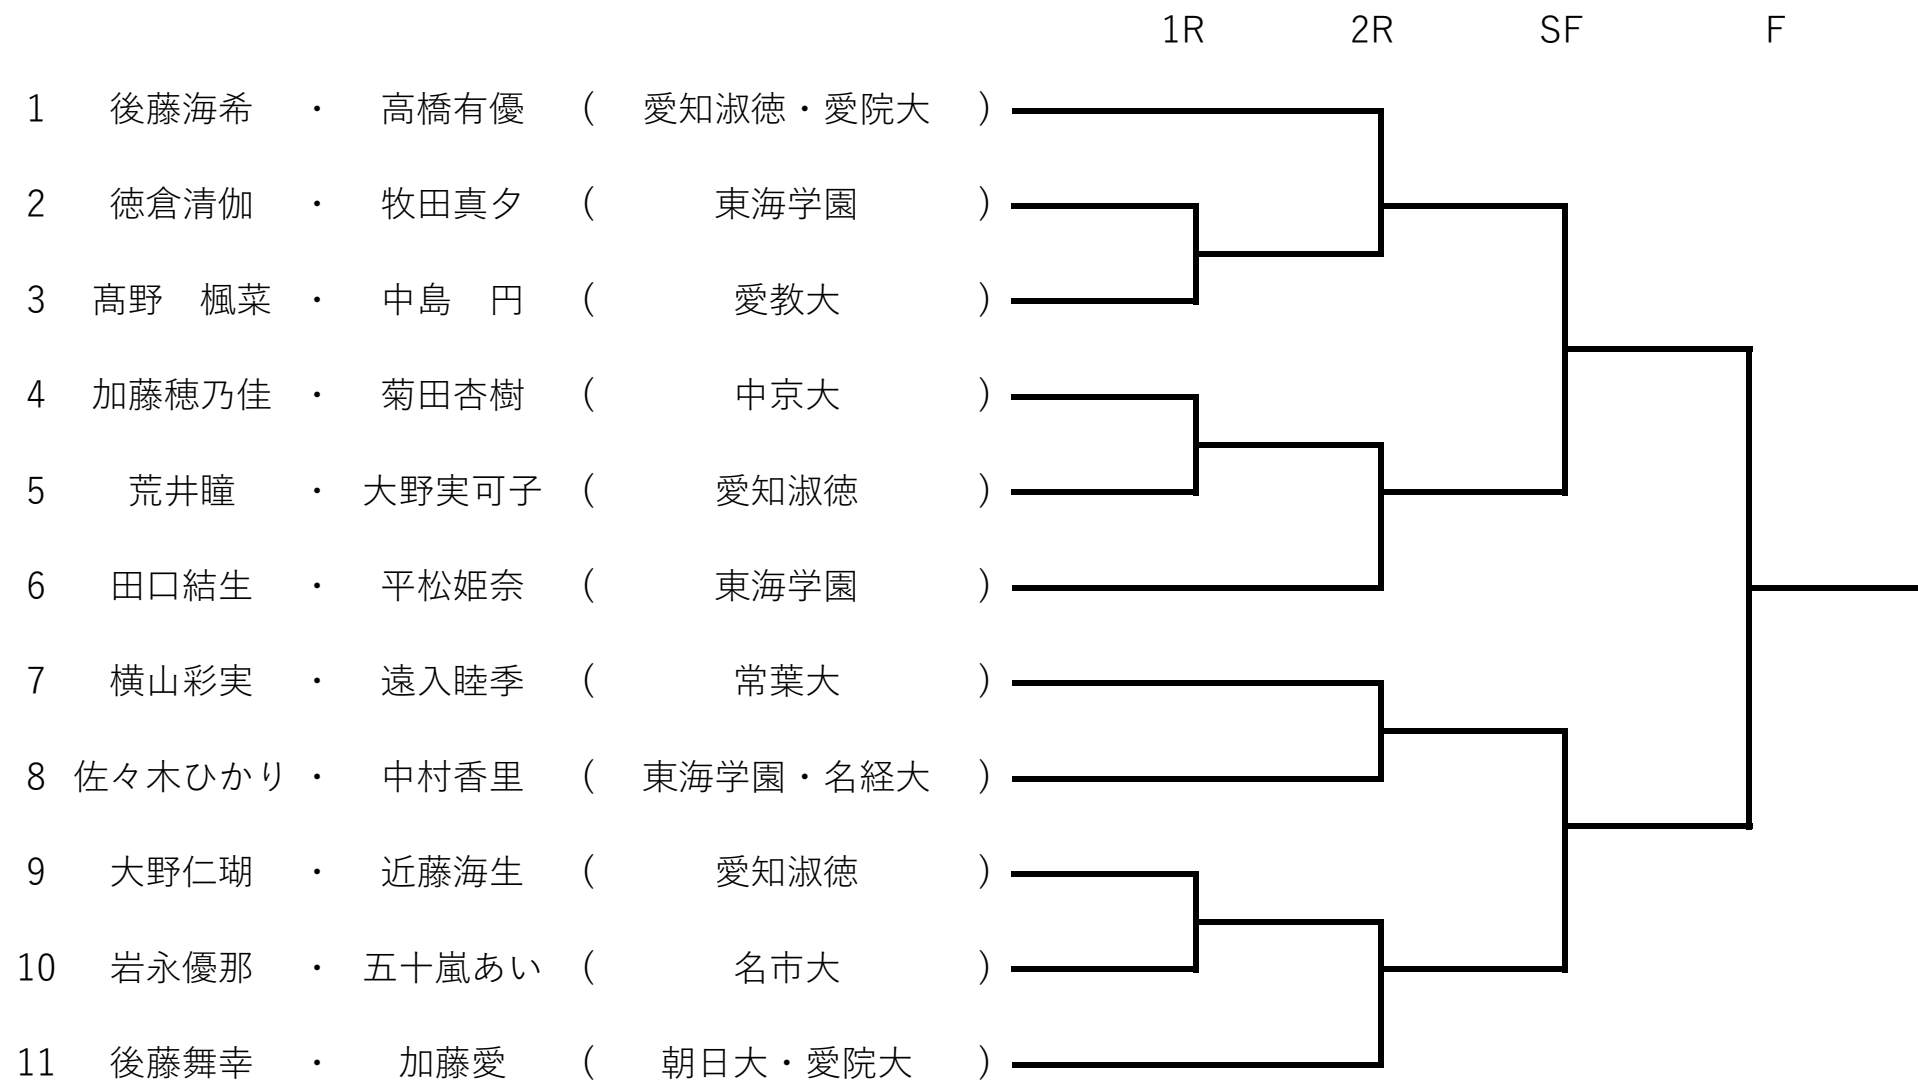 1R 2R SF F
1 後藤海希 ・ 高橋有優 ( 愛知淑徳・愛院大 )
2 徳倉清伽 ・ 牧田真夕 ( 東海学園 )
3 髙野　楓菜 ・ 中島　円 ( 愛教大 )
4 加藤穂乃佳 ・ 菊田杏樹 ( 中京大 )
5 荒井瞳 ・ 大野実可子 ( 愛知淑徳 )
6 田口結生 ・ 平松姫奈 ( 東海学園 )
7 横山彩実 ・ 遠入睦季 ( 常葉大 )
8 佐々木ひかり ・ 中村香里 ( 東海学園・名経大 )
9 大野仁瑚 ・ 近藤海生 ( 愛知淑徳 )
10 岩永優那 ・ 五十嵐あい ( 名市大 )
11 後藤舞幸 ・ 加藤愛 ( 朝日大・愛院大 )